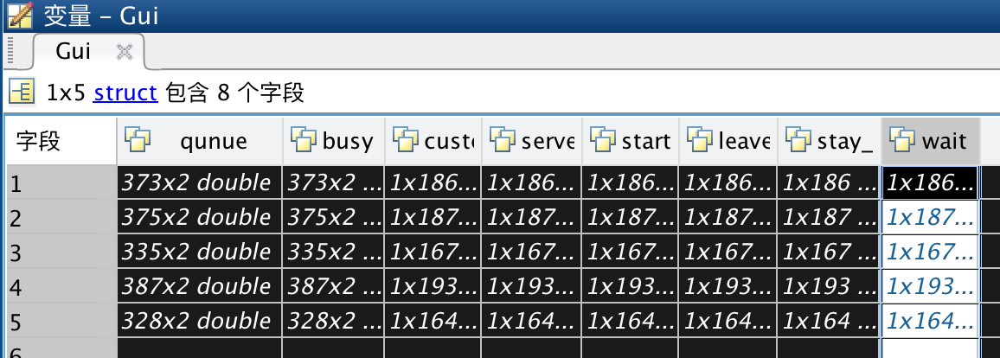 变量 – Gui
Gui
1x5 struct 包含 8 个字段
字段 qunue busy custo serve start leave stay_ wait
1 373x2 double 373x2 ... 1x186... 1x186... 1x186... 1x186... 1x186 ... 1x186...
2 375x2 double 375x2 ... 1x187... 1x187... 1x187... 1x187... 1x187 ... 1x187...
3 335x2 double 335x2 ... 1x167... 1x167... 1x167... 1x167... 1x167 ... 1x167...
4 387x2 double 387x2 ... 1x193... 1x193... 1x193... 1x193... 1x193 ... 1x193...
5 328x2 double 328x2 ... 1x164... 1x164... 1x164... 1x164... 1x164 ... 1x164...
6